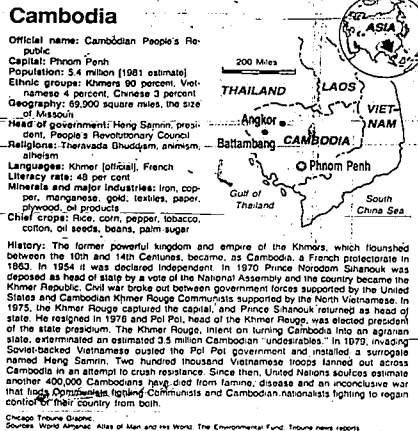 Cambodia
Official name: Cambodian People's Re-
public
Capital: Phnom Penh
Population: 5.4 million [1981 estimate]
Ethnic groups: Khmers 90 percent, Viet-
namese 4 percent, Chinese 3 percent
Geography: 69,900 square miles, the size
of Missouri
Head of government: Heng Samrin, presi-
dent, People's Revolutionary Council
Religions: Theravada Bhuddism, animism,
atheism
Languages: Khmer [official], French
Literacy rate: 48 per cent
Minerals and major industries: Iron, cop-
per, manganese, gold, textiles, paper,
plywood, oil products
Chief crops: Rice, corn, pepper, tobacco,
cotton, oil seeds, beans, palm sugar
ASIA
200 Miles
THAILAND
LAOS
VIET-
NAM
Angkor
CAMBODIA
Battambang
Phnom Penh
Gulf of
Thailand
South
China Sea
History: The former powerful kingdom and empire of the Khmers, which flourished
between the 10th and 14th Centuries, became, as Cambodia, a French protectorate in
1863. In 1954 it was declared independent. In 1970 Prince Norodom Sihanouk was
deposed as head of state by a vote of the National Assembly and the country became the
Khmer Republic. Civil war broke out between government forces supported by the United
States and Cambodian Khmer Rouge Communists supported by the North Vietnamese. In
1975, the Khmer Rouge captured the capital, and Prince Sihanouk returned as head of
state. He resigned in 1976 and Pol Pot, head of the Khmer Rouge, was elected president
of the state presidium. The Khmer Rouge, intent on turning Cambodia into an agrarian
state, exterminated an estimated 3.5 million Cambodian "undesirables." In 1979, invading
Soviet-backed Vietnamese ousted the Pol Pot government and installed a surrogate
named Heng Samrin. Two hundred thousand Vietnamese troops fanned out across
Cambodia in an attempt to crush resistance. Since then, United Nations sources estimate
another 400,000 Cambodians have died from famine, disease and an inconclusive war
that finds Communists fighting Communists and Cambodian nationalists fighting to regain
control of their country from both.
Chicago Tribune Graphic
Sources: World Almanac, Atlas of Man and His World, The Environmental Fund, Tribune news reports